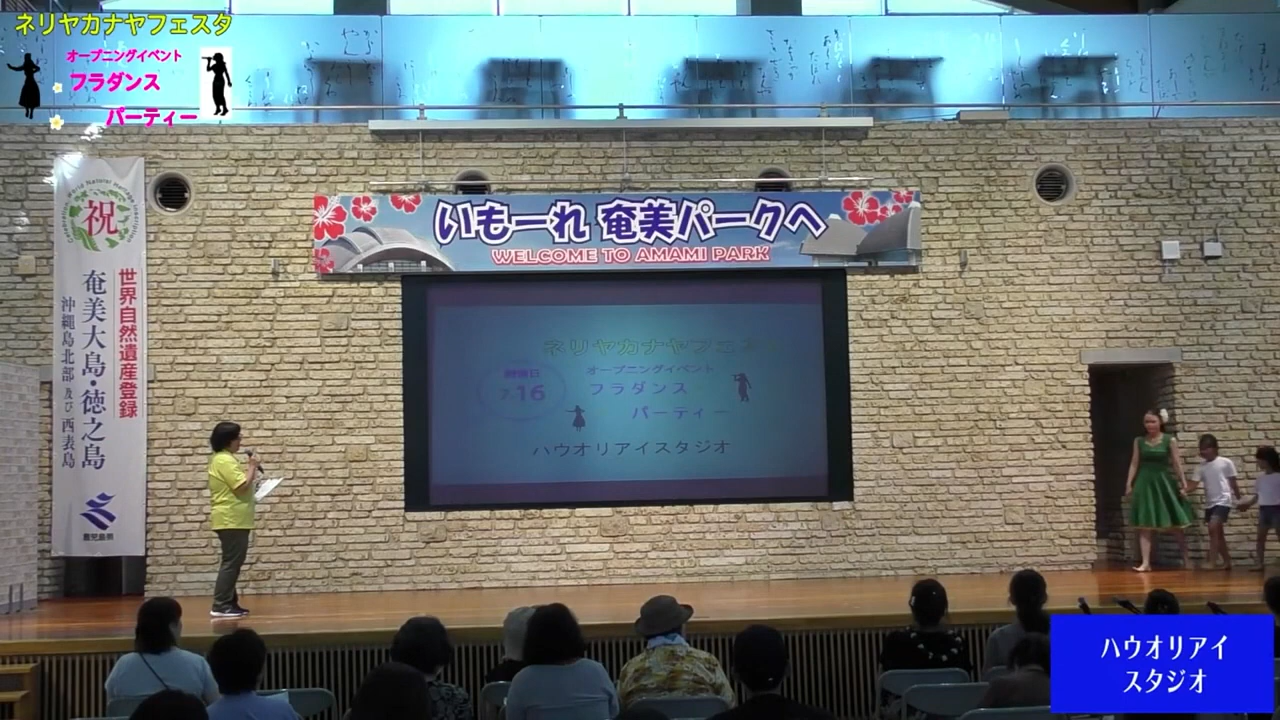 ネリヤカナヤフェスタ
オープニングイベント
フラダンス
パーティー
祝
世界自然遺産登録
奄美大島・徳之島
沖縄島北部 及び 西表島
鹿児島県
いもーれ 奄美パークへ
WELCOME TO AMAMI PARK
ネリヤカナヤフェス
開催日
7.16
オープニングイベント
フラダンス
パーティー
ハウオリアイスタジオ
ハウオリアイ
スタジオ